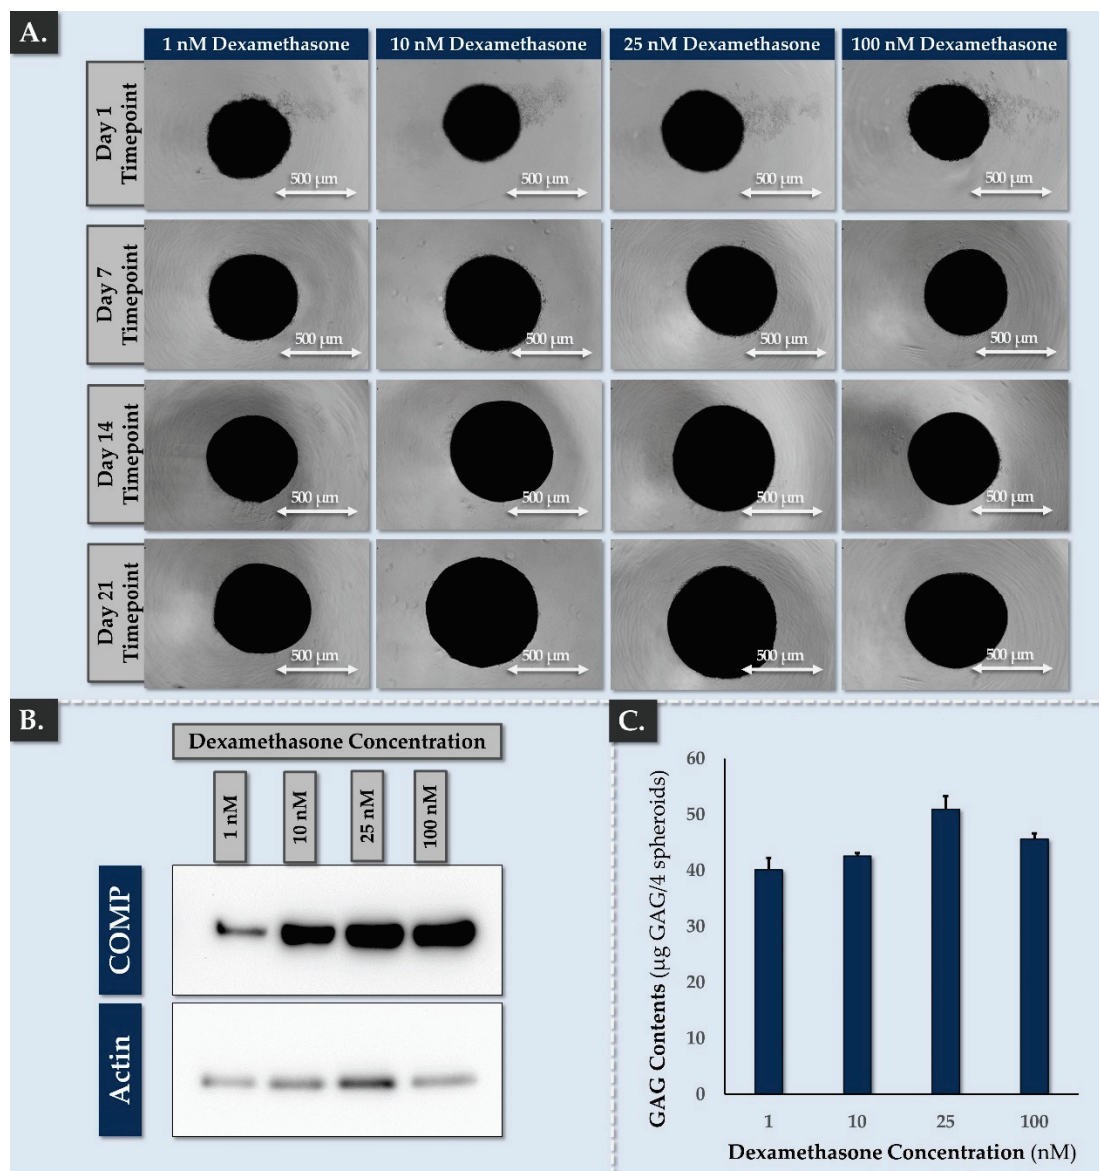 A.
1 nM Dexamethasone
10 nM Dexamethasone
25 nM Dexamethasone
100 nM Dexamethasone
Day 1
Timepoint
500 µm
500 µm
500 µm
500 µm
Day 7
Timepoint
500 µm
500 µm
500 µm
500 µm
Day 14
Timepoint
500 µm
500 µm
500 µm
500 µm
Day 21
Timepoint
500 µm
500 µm
500 µm
500 µm
B.
Dexamethasone Concentration
1 nM
10 nM
25 nM
100 nM
COMP
Actin
C.
GAG Contents (µg GAG/4 spheroids)
60
50
40
30
20
10
0
1
10
25
100
Dexamethasone Concentration (nM)